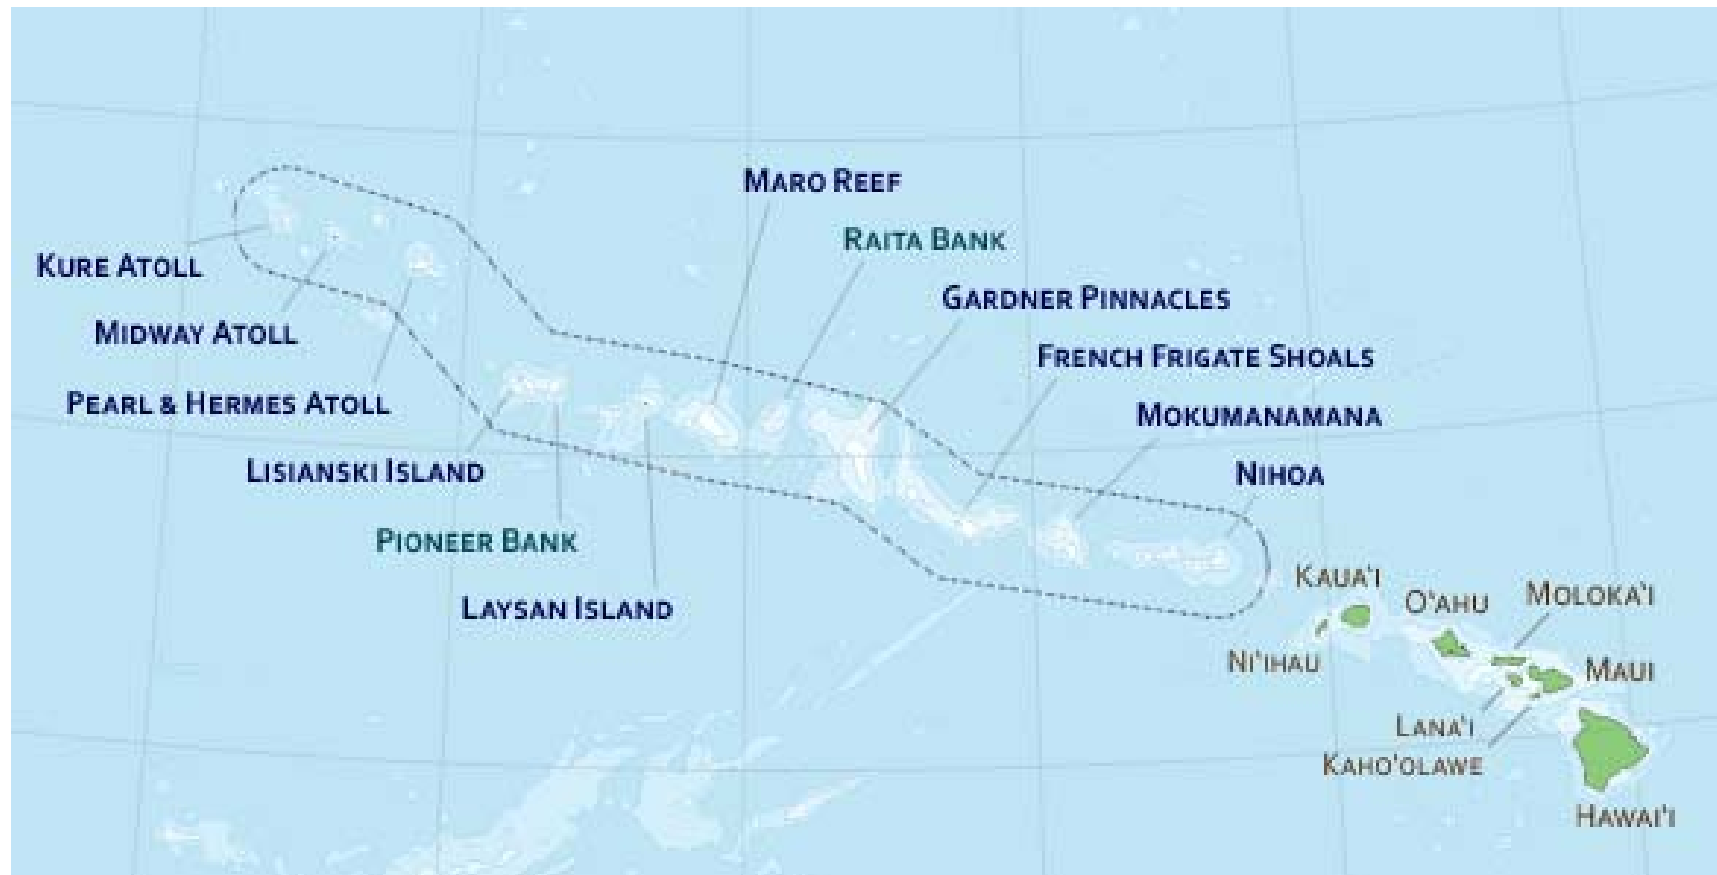 Maro Reef
Raita Bank
Kure Atoll
Gardner Pinnacles
Midway Atoll
French Frigate Shoals
Pearl & Hermes Atoll
Mokumanamana
Lisianski Island
Nihoa
Pioneer Bank
Laysan Island
Kaua'i
O'ahu
Moloka'i
Ni'ihau
Maui
Lana'i
Kaho'olawe
Hawai'i